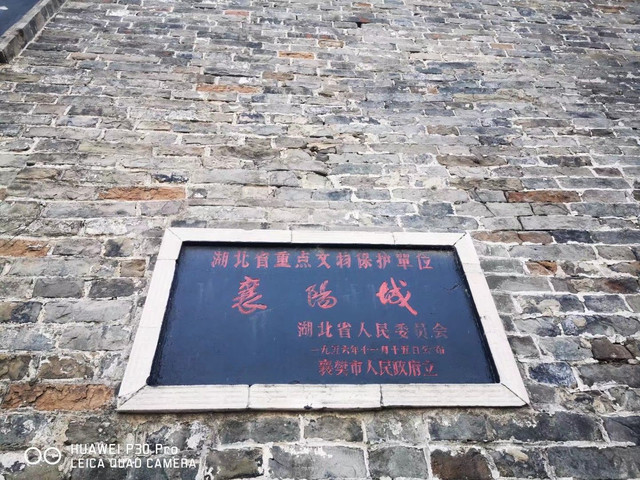 湖北省重点文物保护單位
襄陽城
湖北省人民委员会
一九五六年十一月十五日公布
襄樊市人民政府立
HUAWEI P30 Pro
LEICA QUAD CAMERA